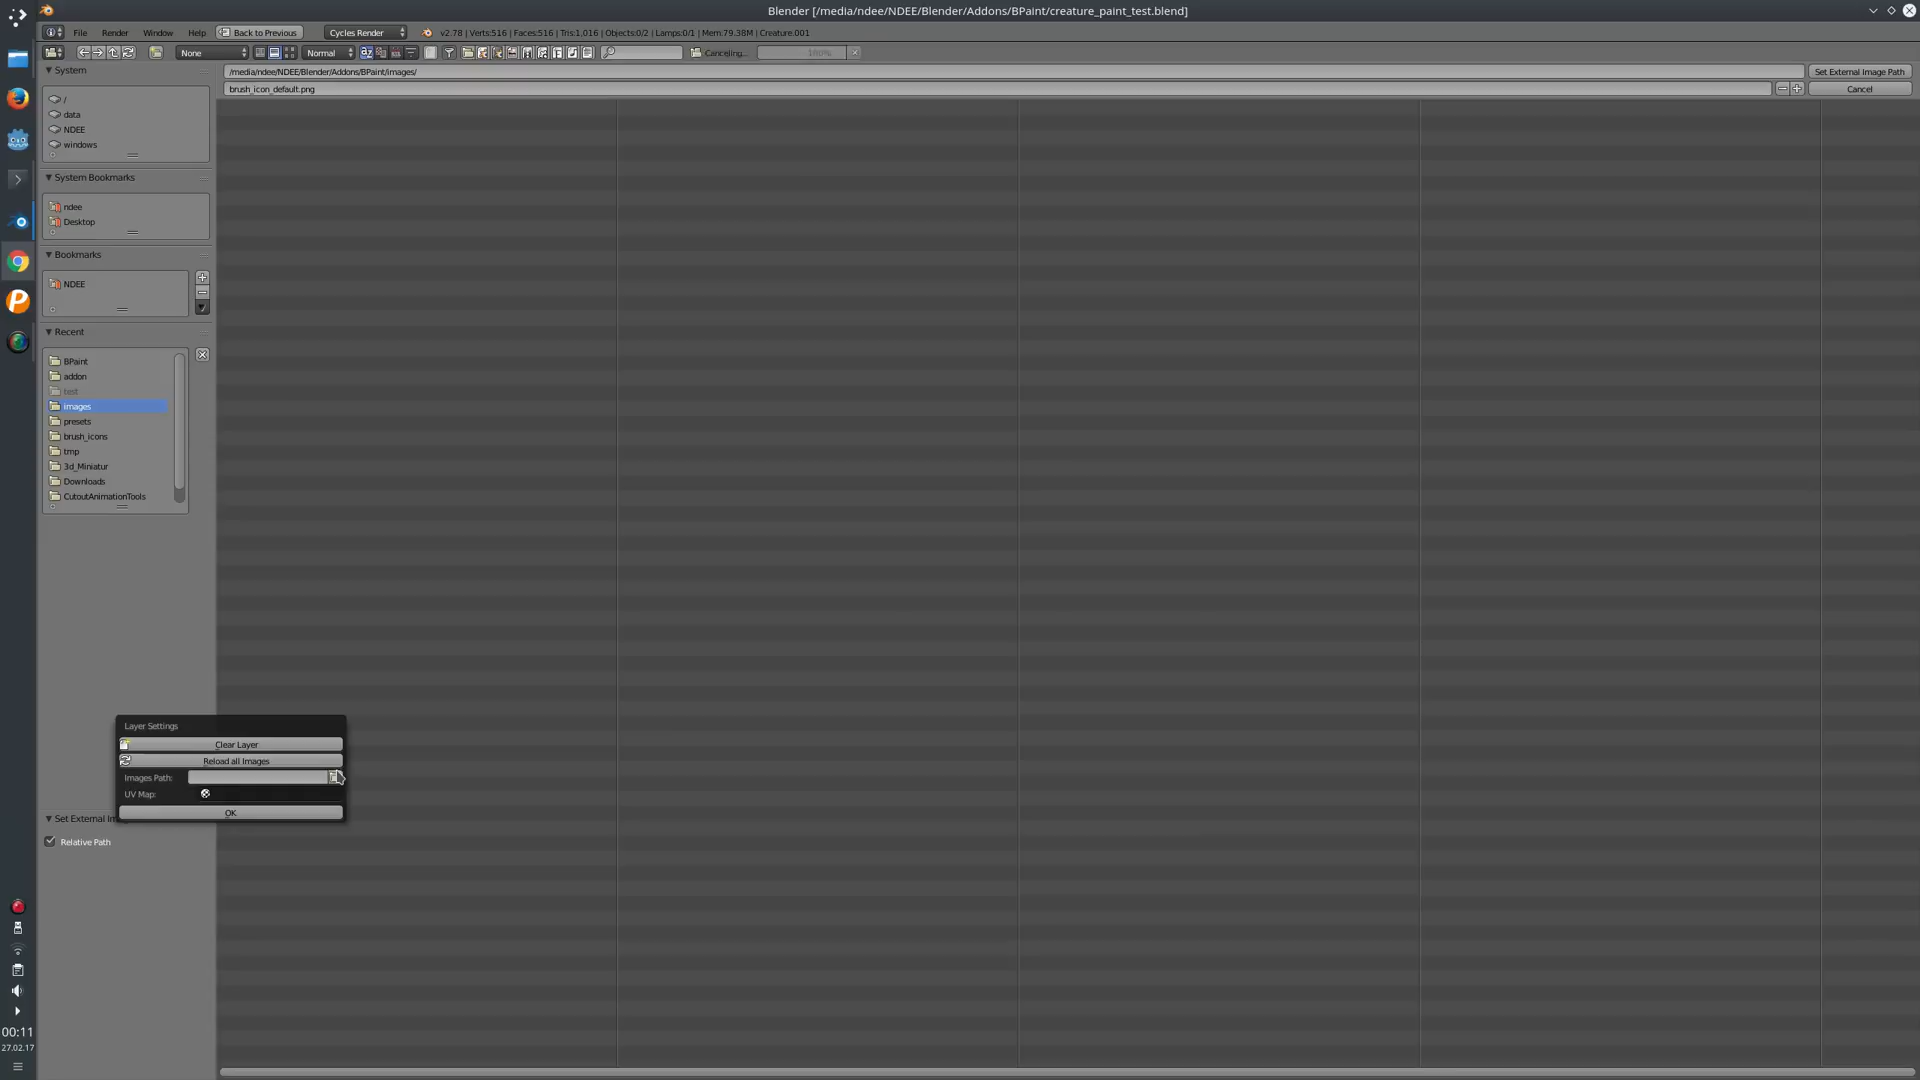 Blender [/media/ndee/NDEE/Blender/Addons/BPaint/creature_paint_test.blend]
File Render Window Help Back to Previous Cycles Render v2.78 | Verts:516 | Faces:516 | Tris:1,016 | Objects:0/2 | Lamps:0/1 | Mem:79.38M | Creature.001
None Normal Canceling... 100%
System
/media/ndee/NDEE/Blender/Addons/BPaint/images/ Set External Image Path
brush_icon_default.png Cancel
/
data
NDEE
windows
System Bookmarks
ndee
Desktop
Bookmarks
NDEE
Recent
BPaint
addon
test
images
presets
brush_icons
tmp
3d_Miniatur
Downloads
CutoutAnimationTools
Layer Settings
Clear Layer
Reload all Images
Images Path:
UV Map:
OK
Set External
Relative Path
00:11
27.02.17